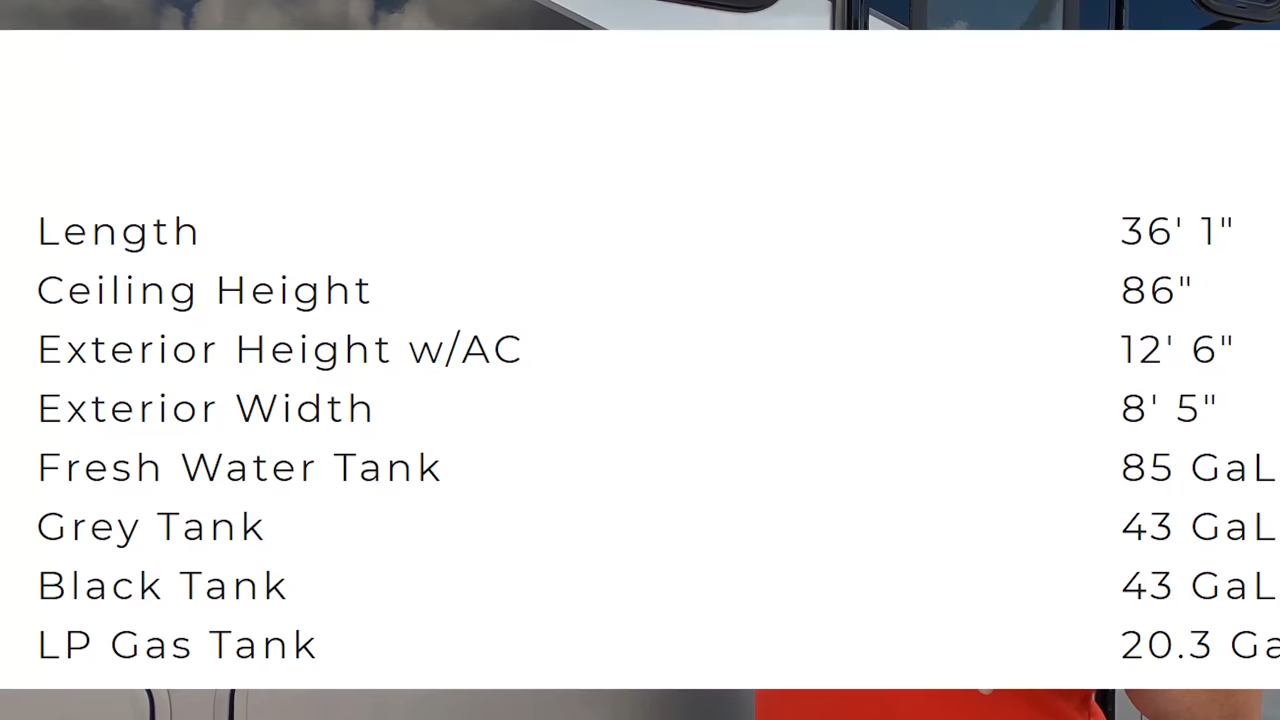 Length 36' 1"
Ceiling Height 86"
Exterior Height w/AC 12' 6"
Exterior Width 8' 5"
Fresh Water Tank 85 GaL
Grey Tank 43 GaL
Black Tank 43 GaL
LP Gas Tank 20.3 Ga